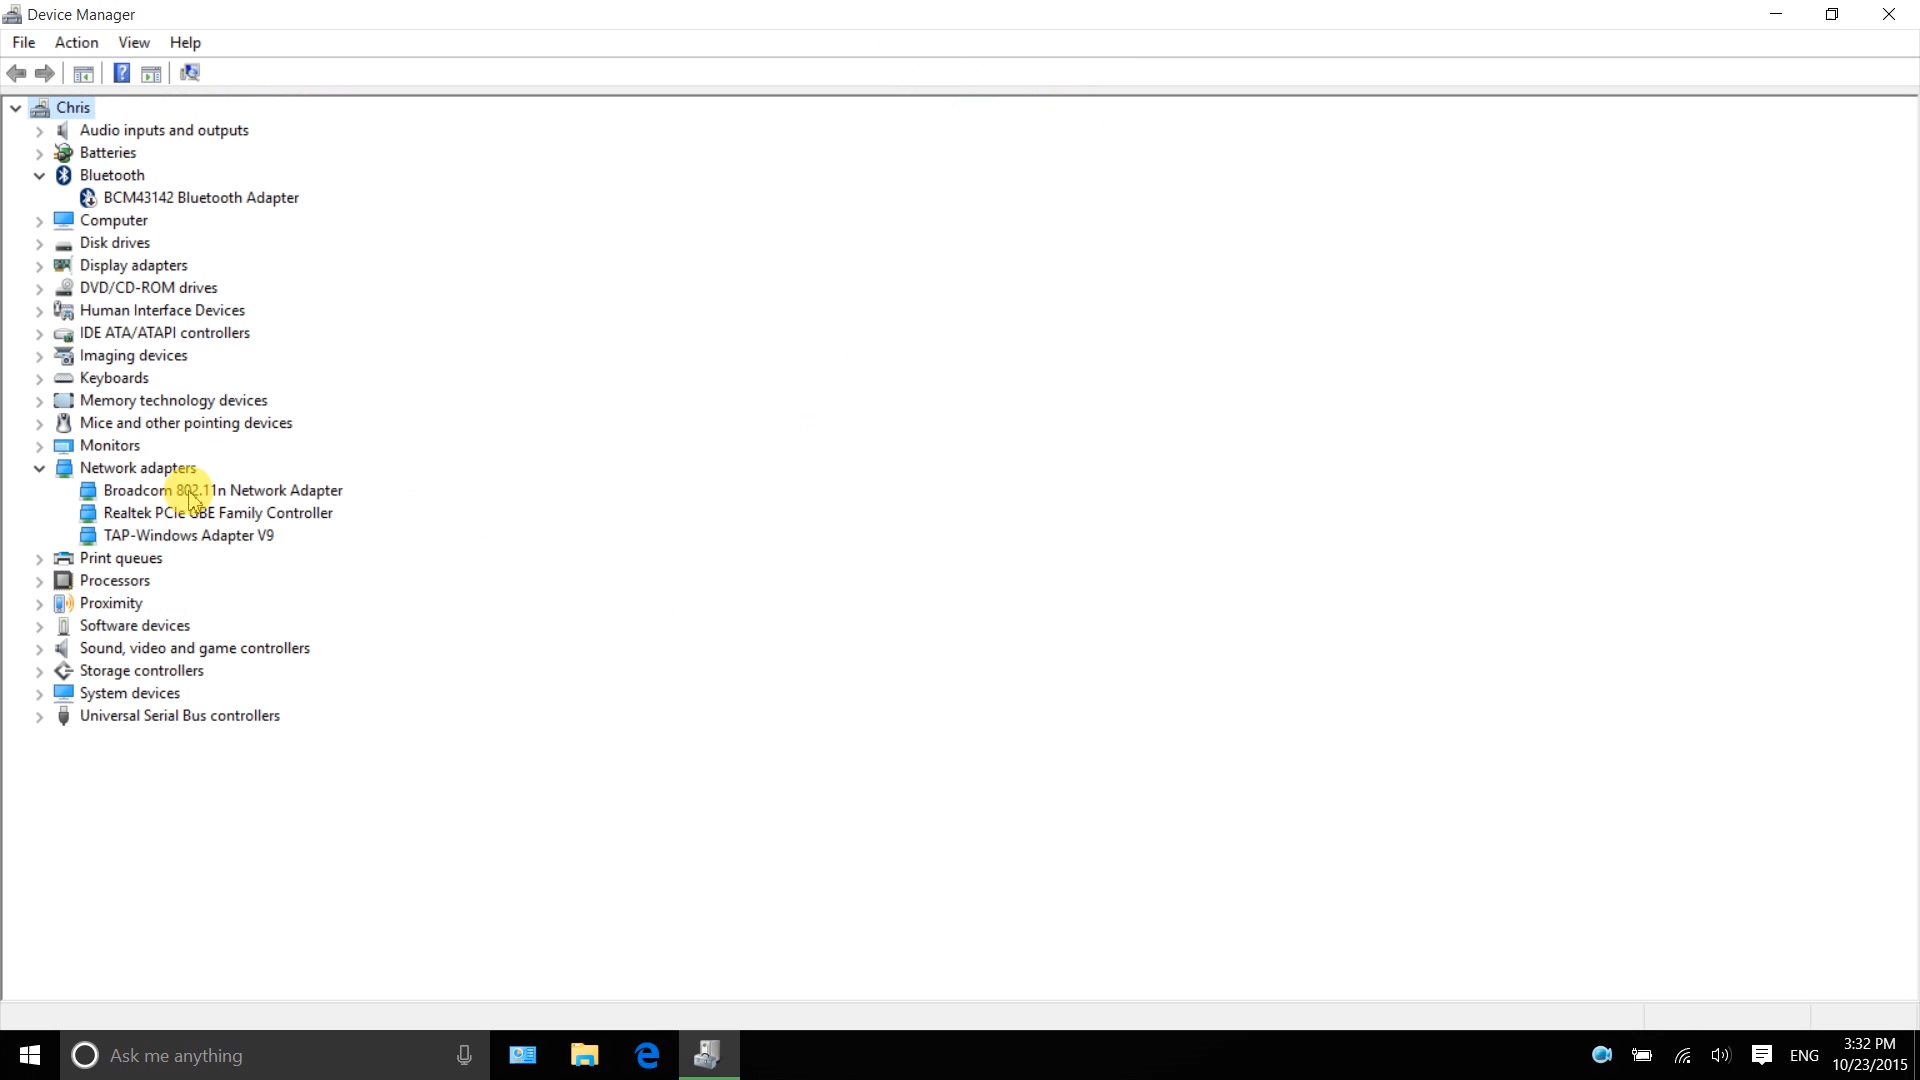 Device Manager
File Action View Help
Chris
Audio inputs and outputs
Batteries
Bluetooth
BCM43142 Bluetooth Adapter
Computer
Disk drives
Display adapters
DVD/CD-ROM drives
Human Interface Devices
IDE ATA/ATAPI controllers
Imaging devices
Keyboards
Memory technology devices
Mice and other pointing devices
Monitors
Network adapters
Broadcom 802.11n Network Adapter
Realtek PCIe GBE Family Controller
TAP-Windows Adapter V9
Print queues
Processors
Proximity
Software devices
Sound, video and game controllers
Storage controllers
System devices
Universal Serial Bus controllers
Ask me anything
ENG
3:32 PM
10/23/2015